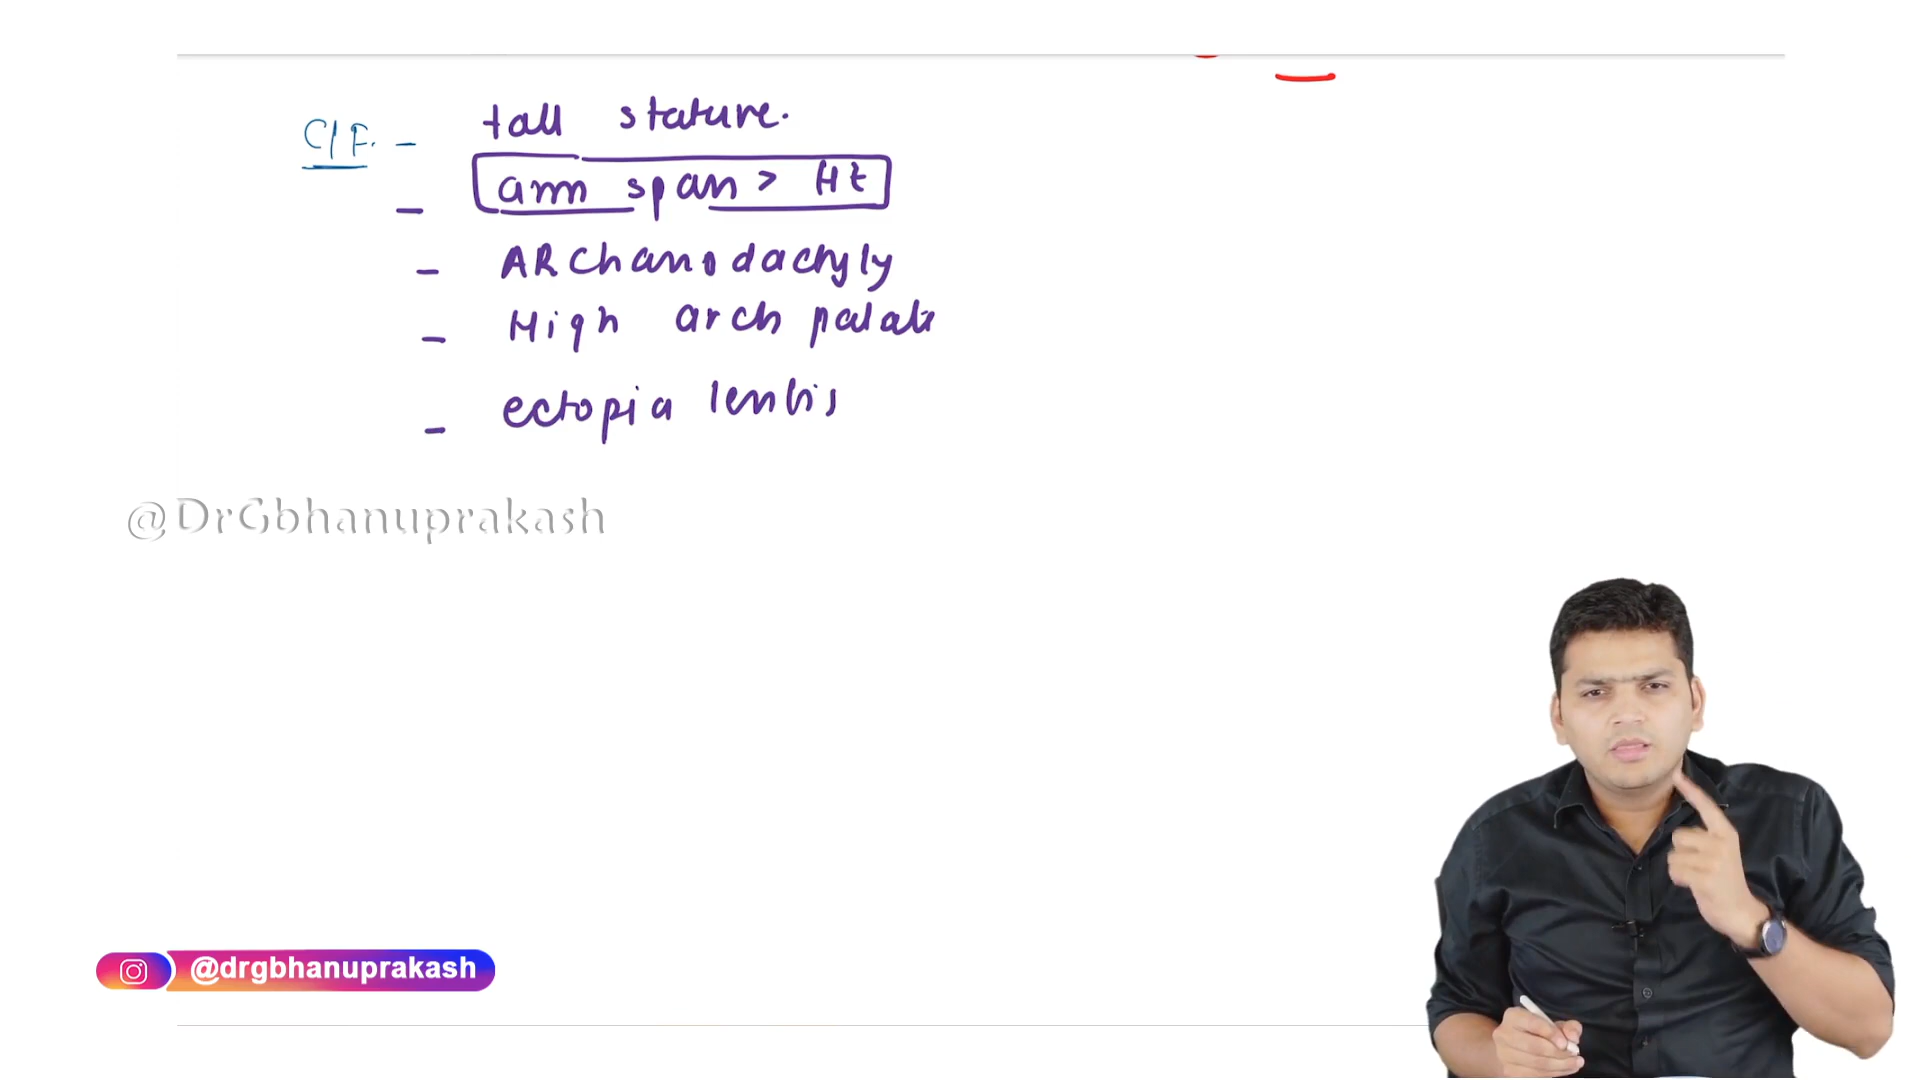 C/F. - tall stature.
- arm span > Ht
- ARChanodactyly
- High arch palate
- ectopia lentis
@DrGbhanuprakash
@drgbhanuprakash